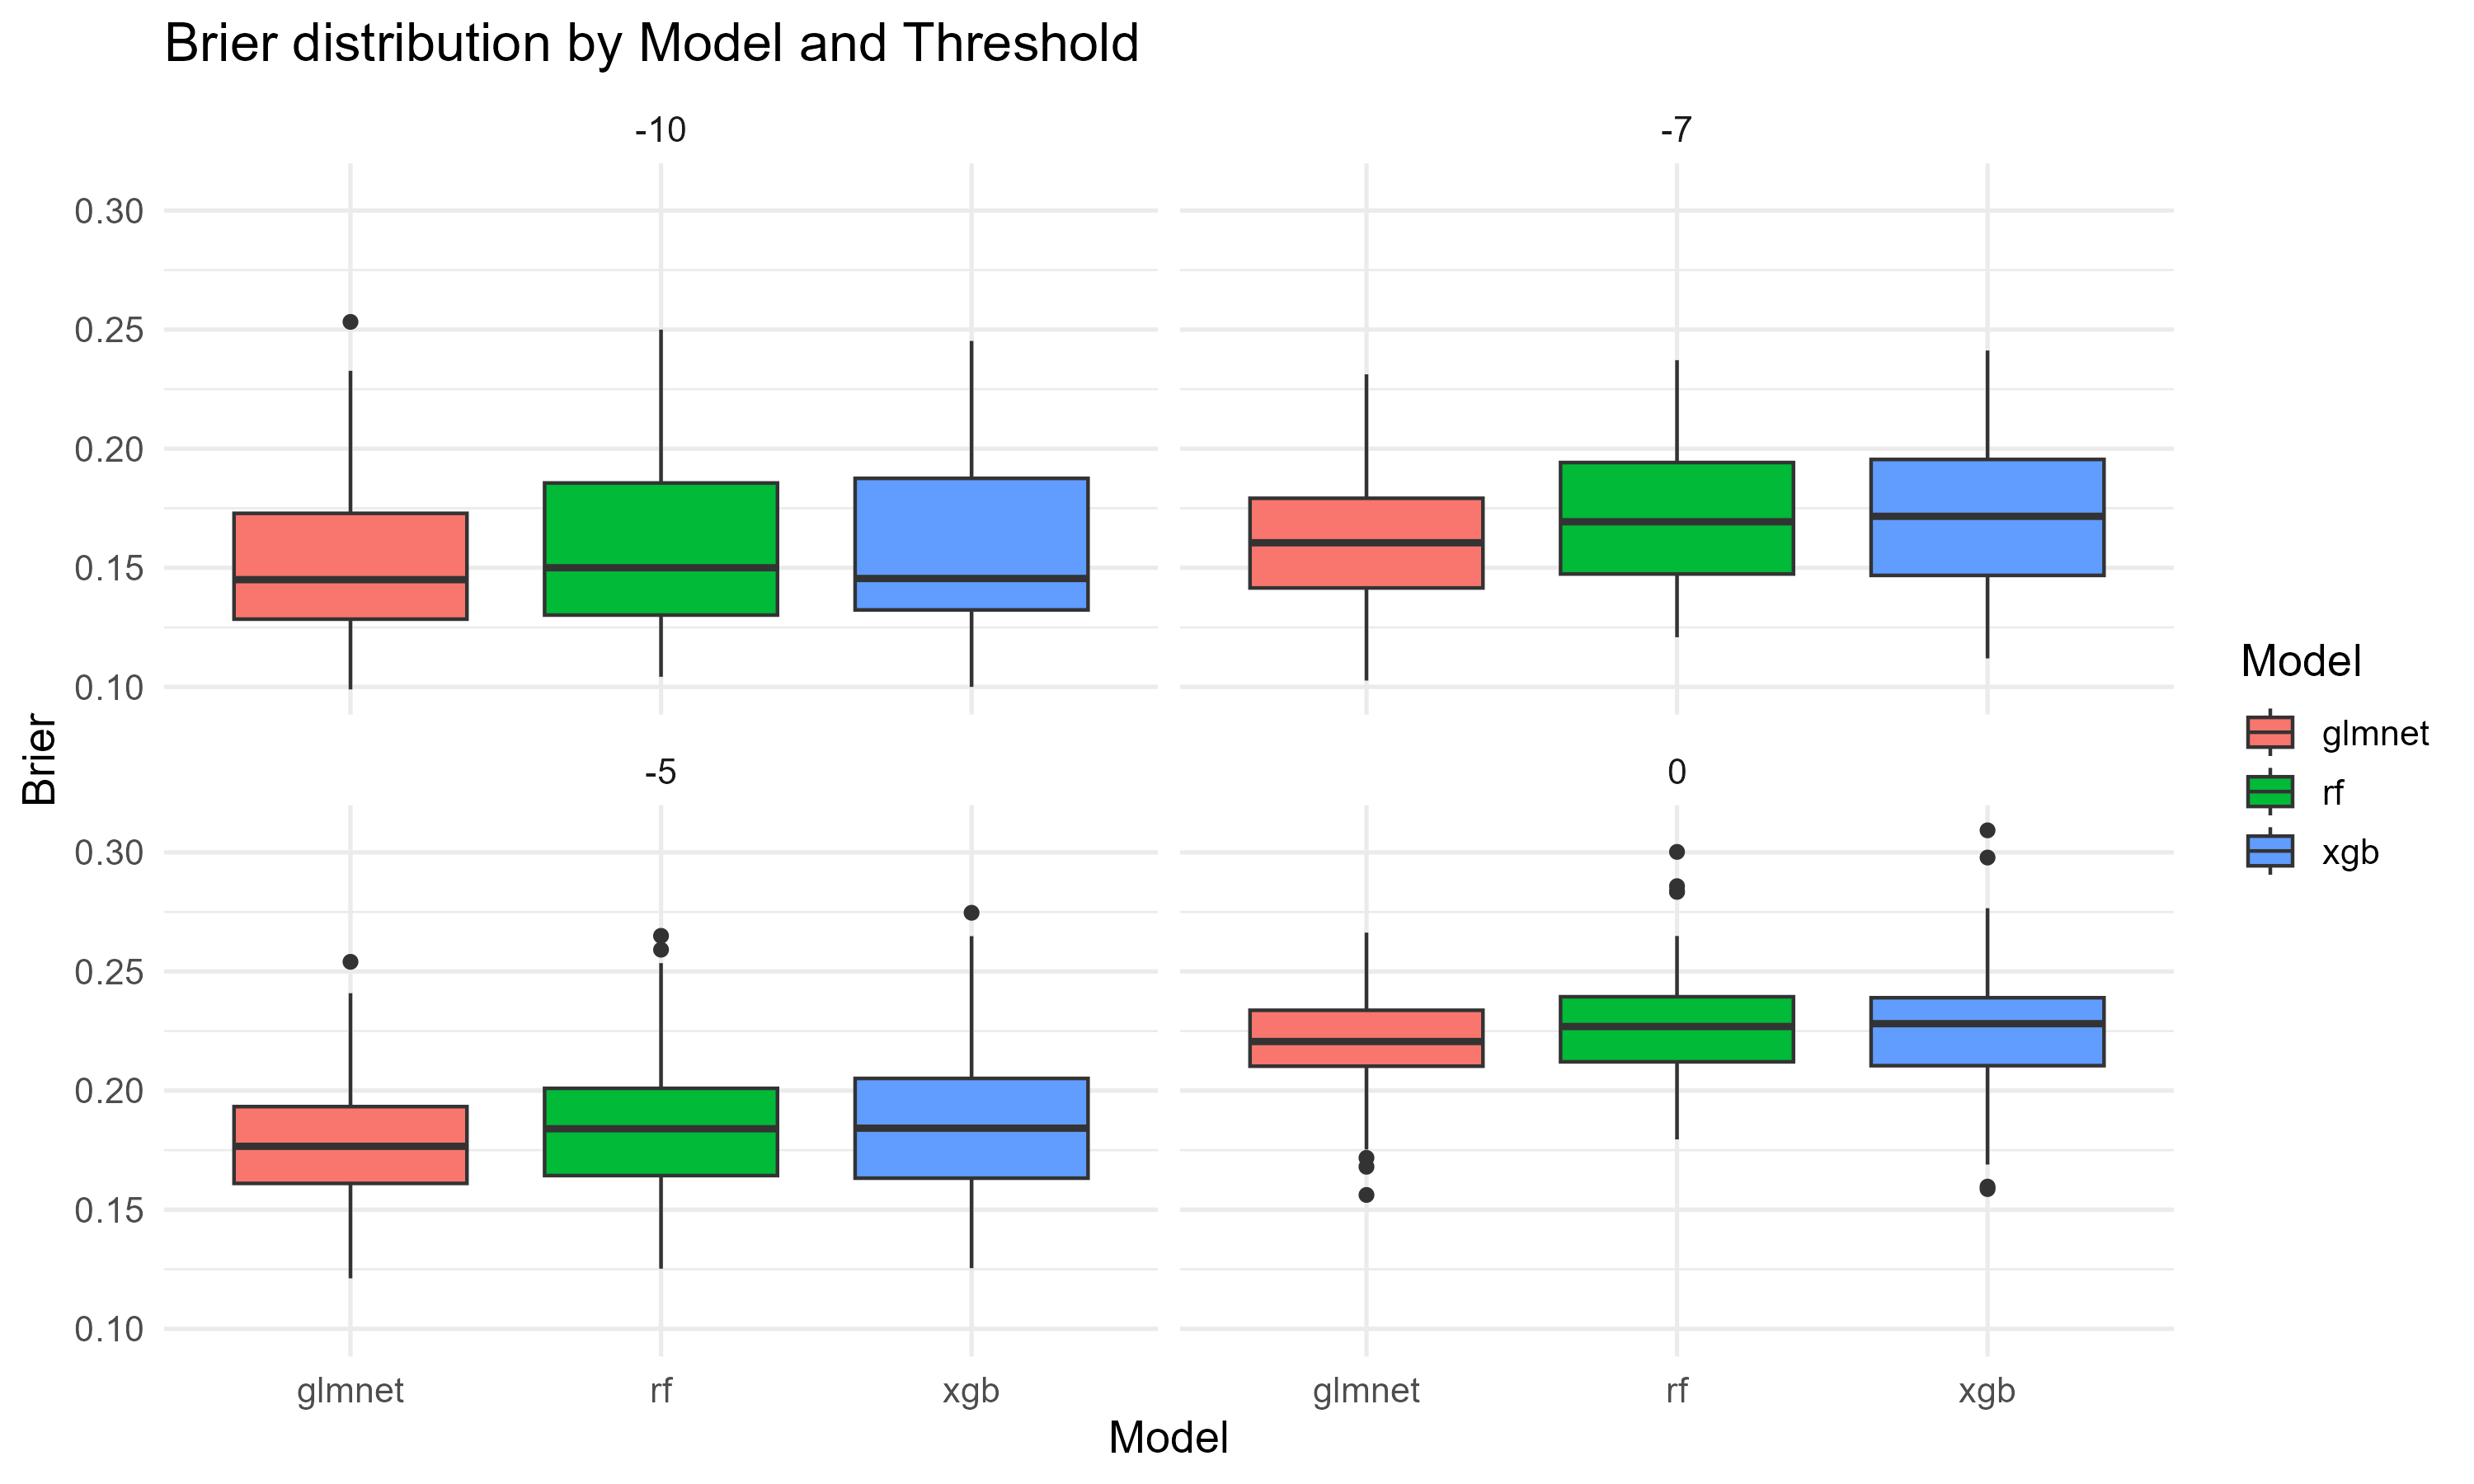 Brier distribution by Model and Threshold
-10
-7
0.30
0.25
0.20
0.15
0.10
-5
0
0.30
0.25
0.20
0.15
0.10
Brier
glmnet rf xgb
glmnet rf xgb
Model
Model
glmnet
rf
xgb